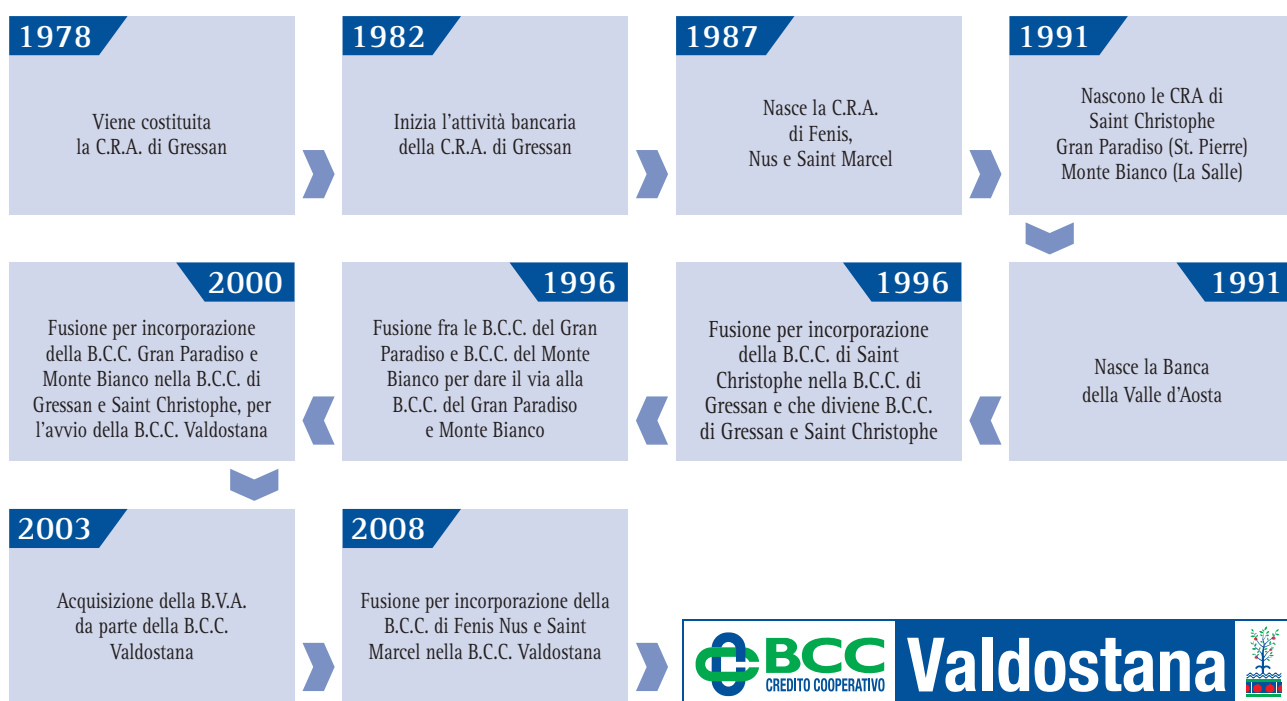 1978
Viene costituita
la C.R.A. di Gressan
1982
Inizia l'attività bancaria
della C.R.A. di Gressan
1987
Nasce la C.R.A.
di Fenis,
Nus e Saint Marcel
1991
Nascono le CRA di
Saint Christophe
Gran Paradiso (St. Pierre)
Monte Bianco (La Salle)
1991
Nasce la Banca
della Valle d'Aosta
1996
Fusione per incorporazione
della B.C.C. di Saint
Christophe nella B.C.C. di
Gressan e che diviene B.C.C.
di Gressan e Saint Christophe
1996
Fusione fra le B.C.C. del Gran
Paradiso e B.C.C. del Monte
Bianco per dare il via alla
B.C.C. del Gran Paradiso
e Monte Bianco
2000
Fusione per incorporazione
della B.C.C. Gran Paradiso e
Monte Bianco nella B.C.C. di
Gressan e Saint Christophe, per
l'avvio della B.C.C. Valdostana
2003
Acquisizione della B.V.A.
da parte della B.C.C.
Valdostana
2008
Fusione per incorporazione della
B.C.C. di Fenis Nus e Saint
Marcel nella B.C.C. Valdostana
BCC
CREDITO COOPERATIVO
Valdostana